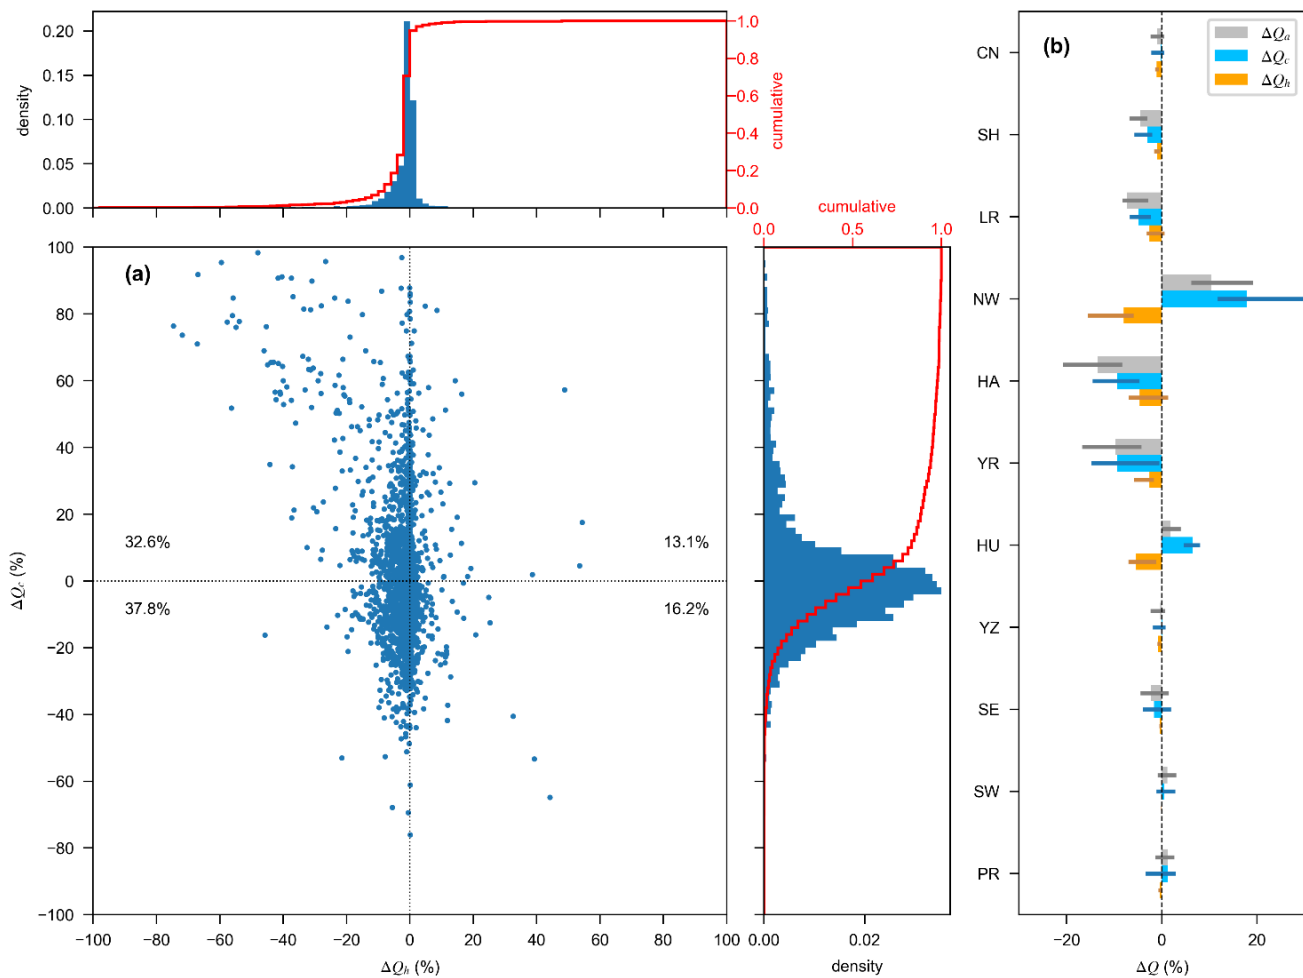 0.20
0.15
0.10
0.05
0.00
density
1.0
0.8
0.6
0.4
0.2
0.0
cumulative
cumulative
0.0 0.5 1.0
(a)
100
80
60
40
20
0
−20
−40
−60
−80
−100
ΔQc (%)
32.6%
13.1%
37.8%
16.2%
−100 −80 −60 −40 −20 0 20 40 60 80 100
ΔQh (%)
0.00 0.02
density
(b)
ΔQa
ΔQc
ΔQh
CN
SH
LR
NW
HA
YR
HU
YZ
SE
SW
PR
−20 0 20
ΔQ (%)